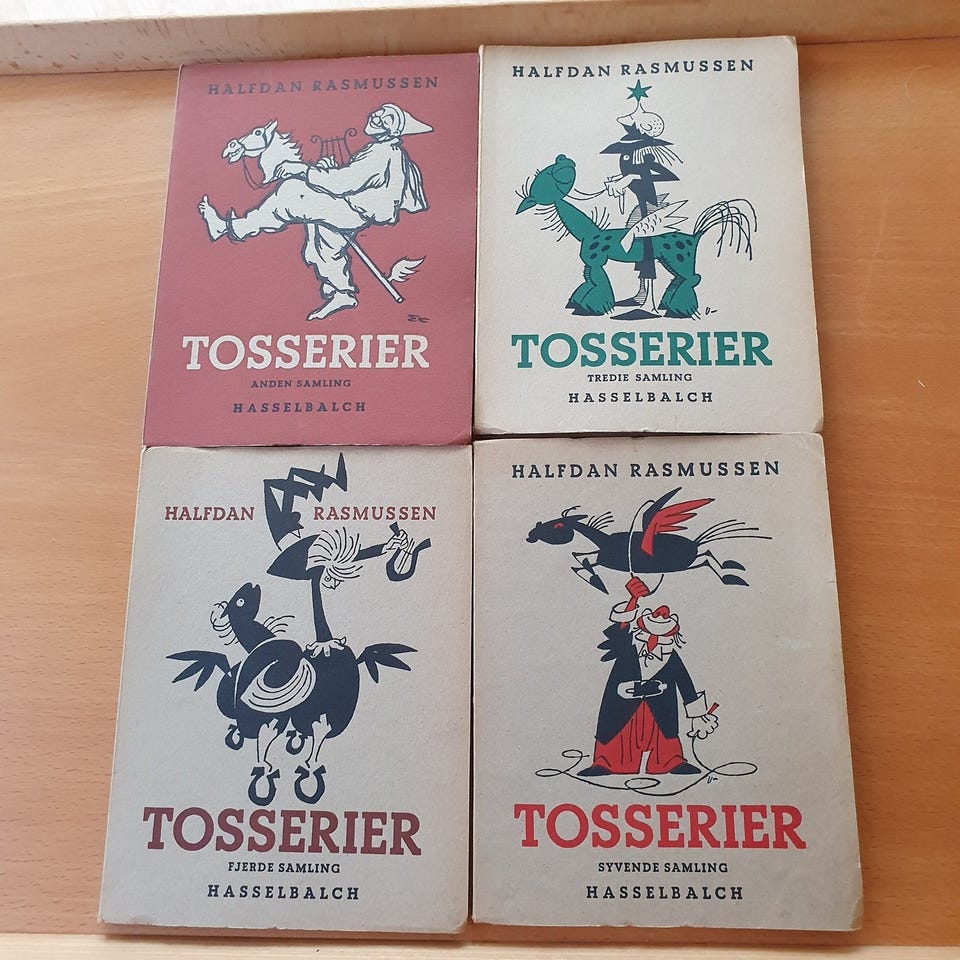 HALFDAN RASMUSSEN
TOSSERIER
ANDEN SAMLING
HASSELBALCH
HALFDAN RASMUSSEN
TOSSERIER
TREDIE SAMLING
HASSELBALCH
HALFDAN RASMUSSEN
TOSSERIER
FJERDE SAMLING
HASSELBALCH
HALFDAN RASMUSSEN
TOSSERIER
SYVENDE SAMLING
HASSELBALCH